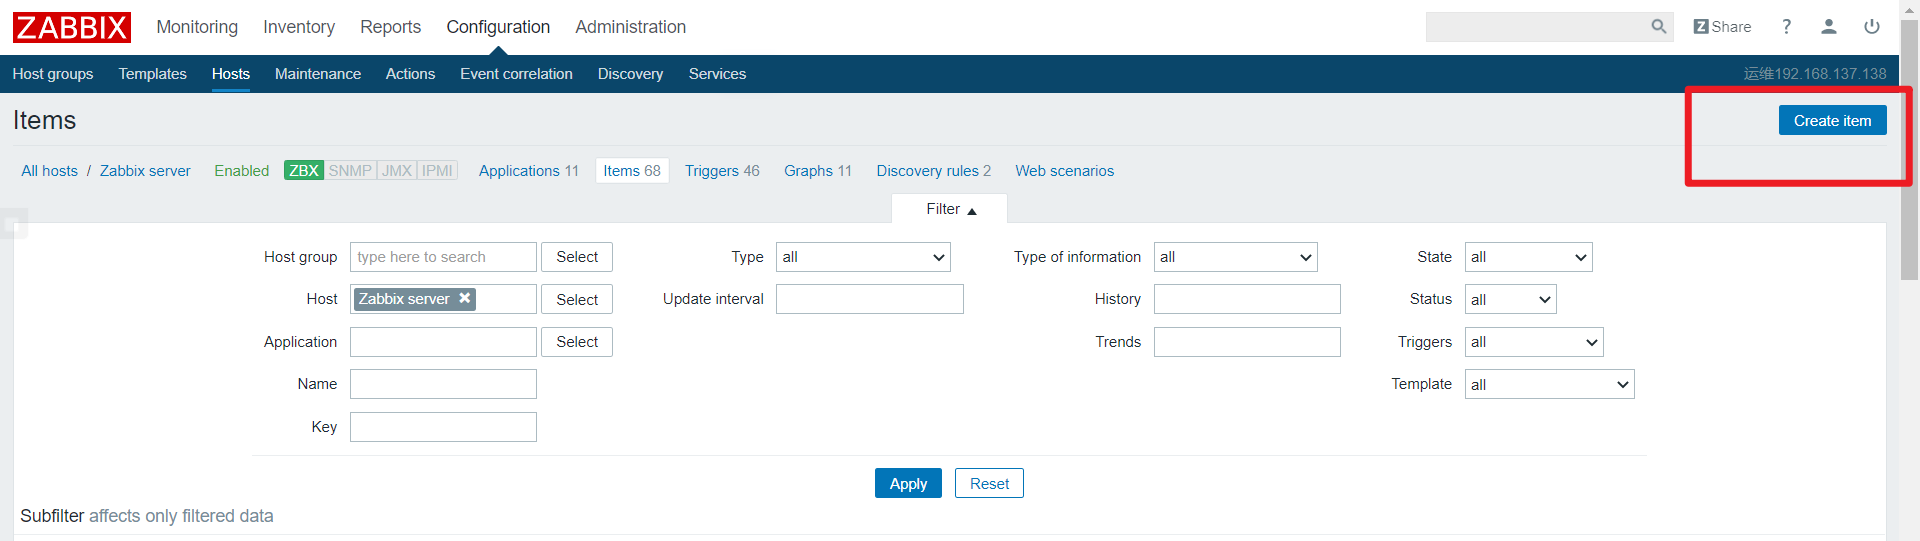 ZABBIX Monitoring Inventory Reports Configuration Administration Z Share ?
Host groups Templates Hosts Maintenance Actions Event correlation Discovery Services 运维192.168.137.138
Items Create item
All hosts / Zabbix server Enabled ZBX SNMP JMX IPMI Applications 11 Items 68 Triggers 46 Graphs 11 Discovery rules 2 Web scenarios
Filter ▲
Host group type here to search Select Type all Type of information all State all
Host Zabbix server × Select Update interval History Status all
Application Select Trends Triggers all
Name Template all
Key
Apply Reset
Subfilter affects only filtered data